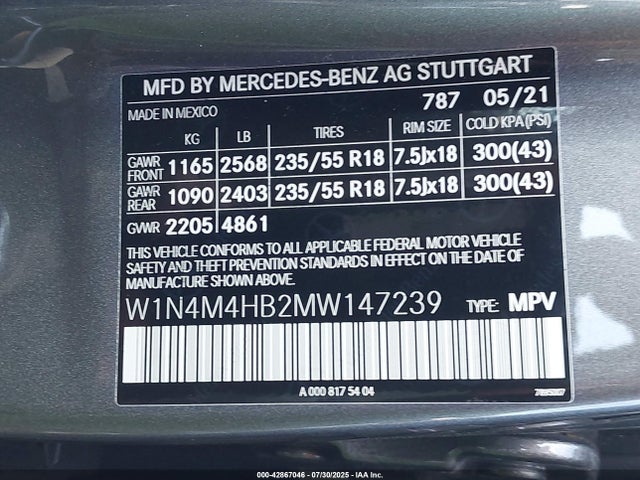 MFD BY MERCEDES-BENZ AG STUTTGART
MADE IN MEXICO 787 05/21
KG LB TIRES RIM SIZE COLD KPA(PSI)
GAWR FRONT 1165 2568 235/55 R18 7.5Jx18 300(43)
GAWR REAR 1090 2403 235/55 R18 7.5Jx18 300(43)
GVWR 2205 4861
THIS VEHICLE CONFORMS TO ALL APPLICABLE FEDERAL MOTOR VEHICLE
SAFETY AND THEFT PREVENTION STANDARDS IN EFFECT ON THE DATE OF
MANUFACTURE SHOWN ABOVE.
W1N4M4HB2MW147239 TYPE: MPV
A 000 817 54 04
000-42867046 - 07/30/2025 - IAA Inc.